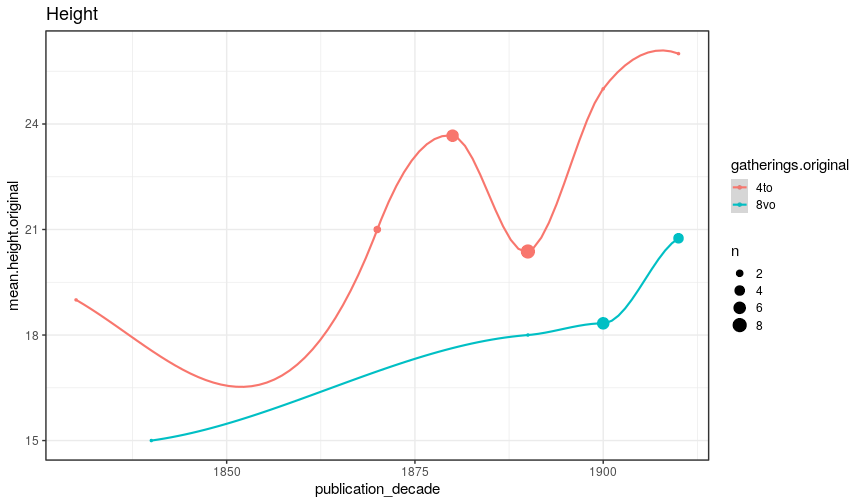 Height
mean.height.original
24
21
18
15
1850
1875
1900
publication_decade
gatherings.original
4to
8vo
n
2
4
6
8